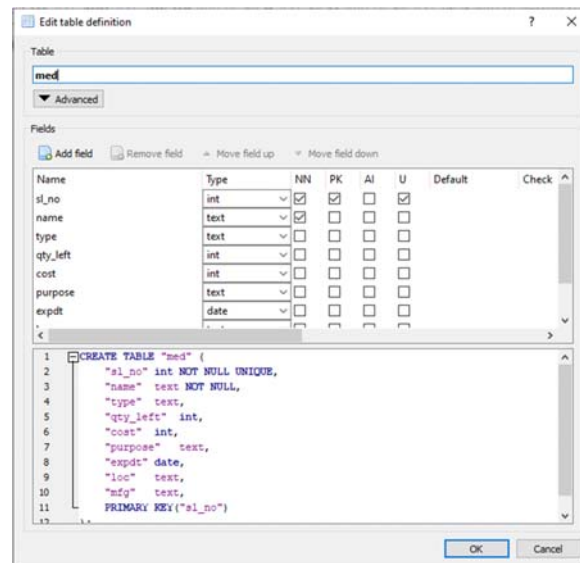 Edit table definition ? ×
Table
med
Advanced
Fields
Add field Remove field Move field up Move field down
Name Type NN PK AI U Default Check
sl_no int
name text
type text
qty_left int
cost int
purpose text
expdt date
1 CREATE TABLE "med" (
2 "sl_no" int NOT NULL UNIQUE,
3 "name" text NOT NULL,
4 "type" text,
5 "qty_left" int,
6 "cost" int,
7 "purpose" text,
8 "expdt" date,
9 "loc" text,
10 "mfg" text,
11 PRIMARY KEY("sl_no")
OK Cancel